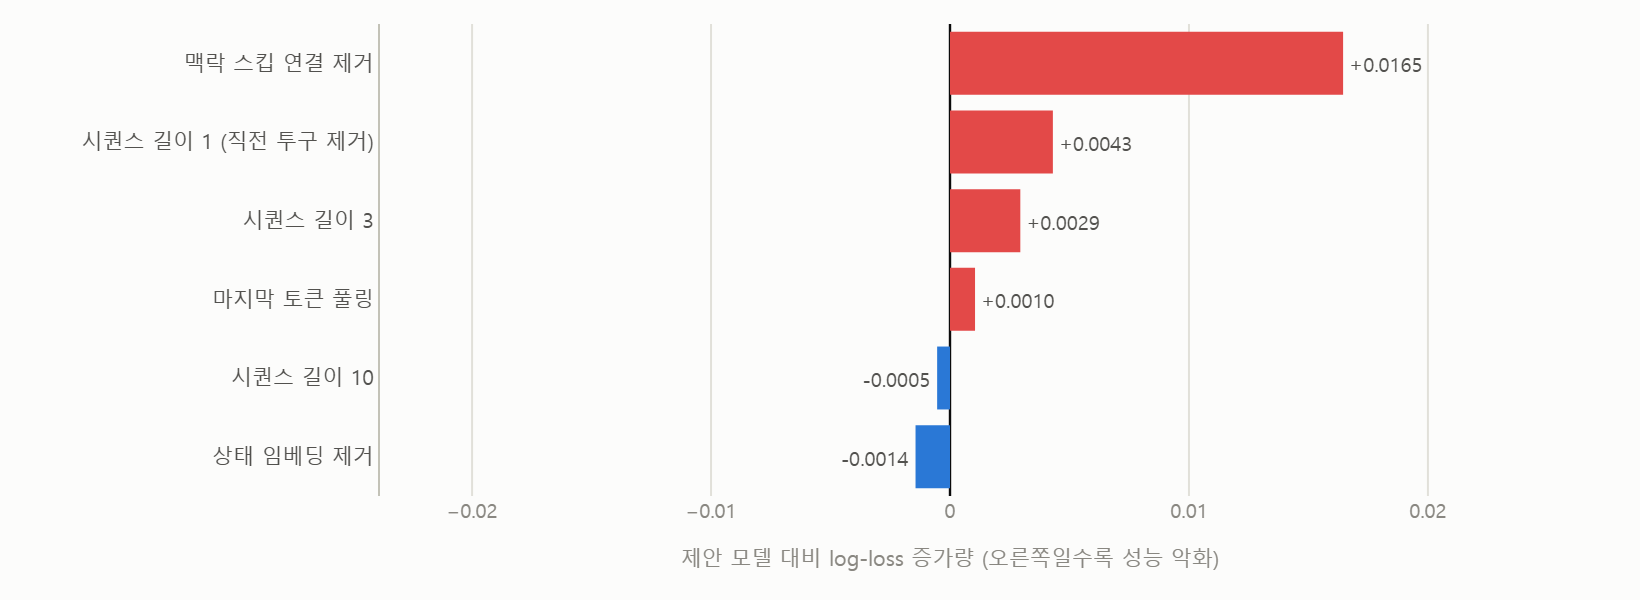 맥락 스킵 연결 제거
+0.0165
시퀀스 길이 1 (직전 투구 제거)
+0.0043
시퀀스 길이 3
+0.0029
마지막 토큰 풀링
+0.0010
시퀀스 길이 10
-0.0005
상태 임베딩 제거
-0.0014
−0.02
−0.01
0
0.01
0.02
제안 모델 대비 log-loss 증가량 (오른쪽일수록 성능 악화)